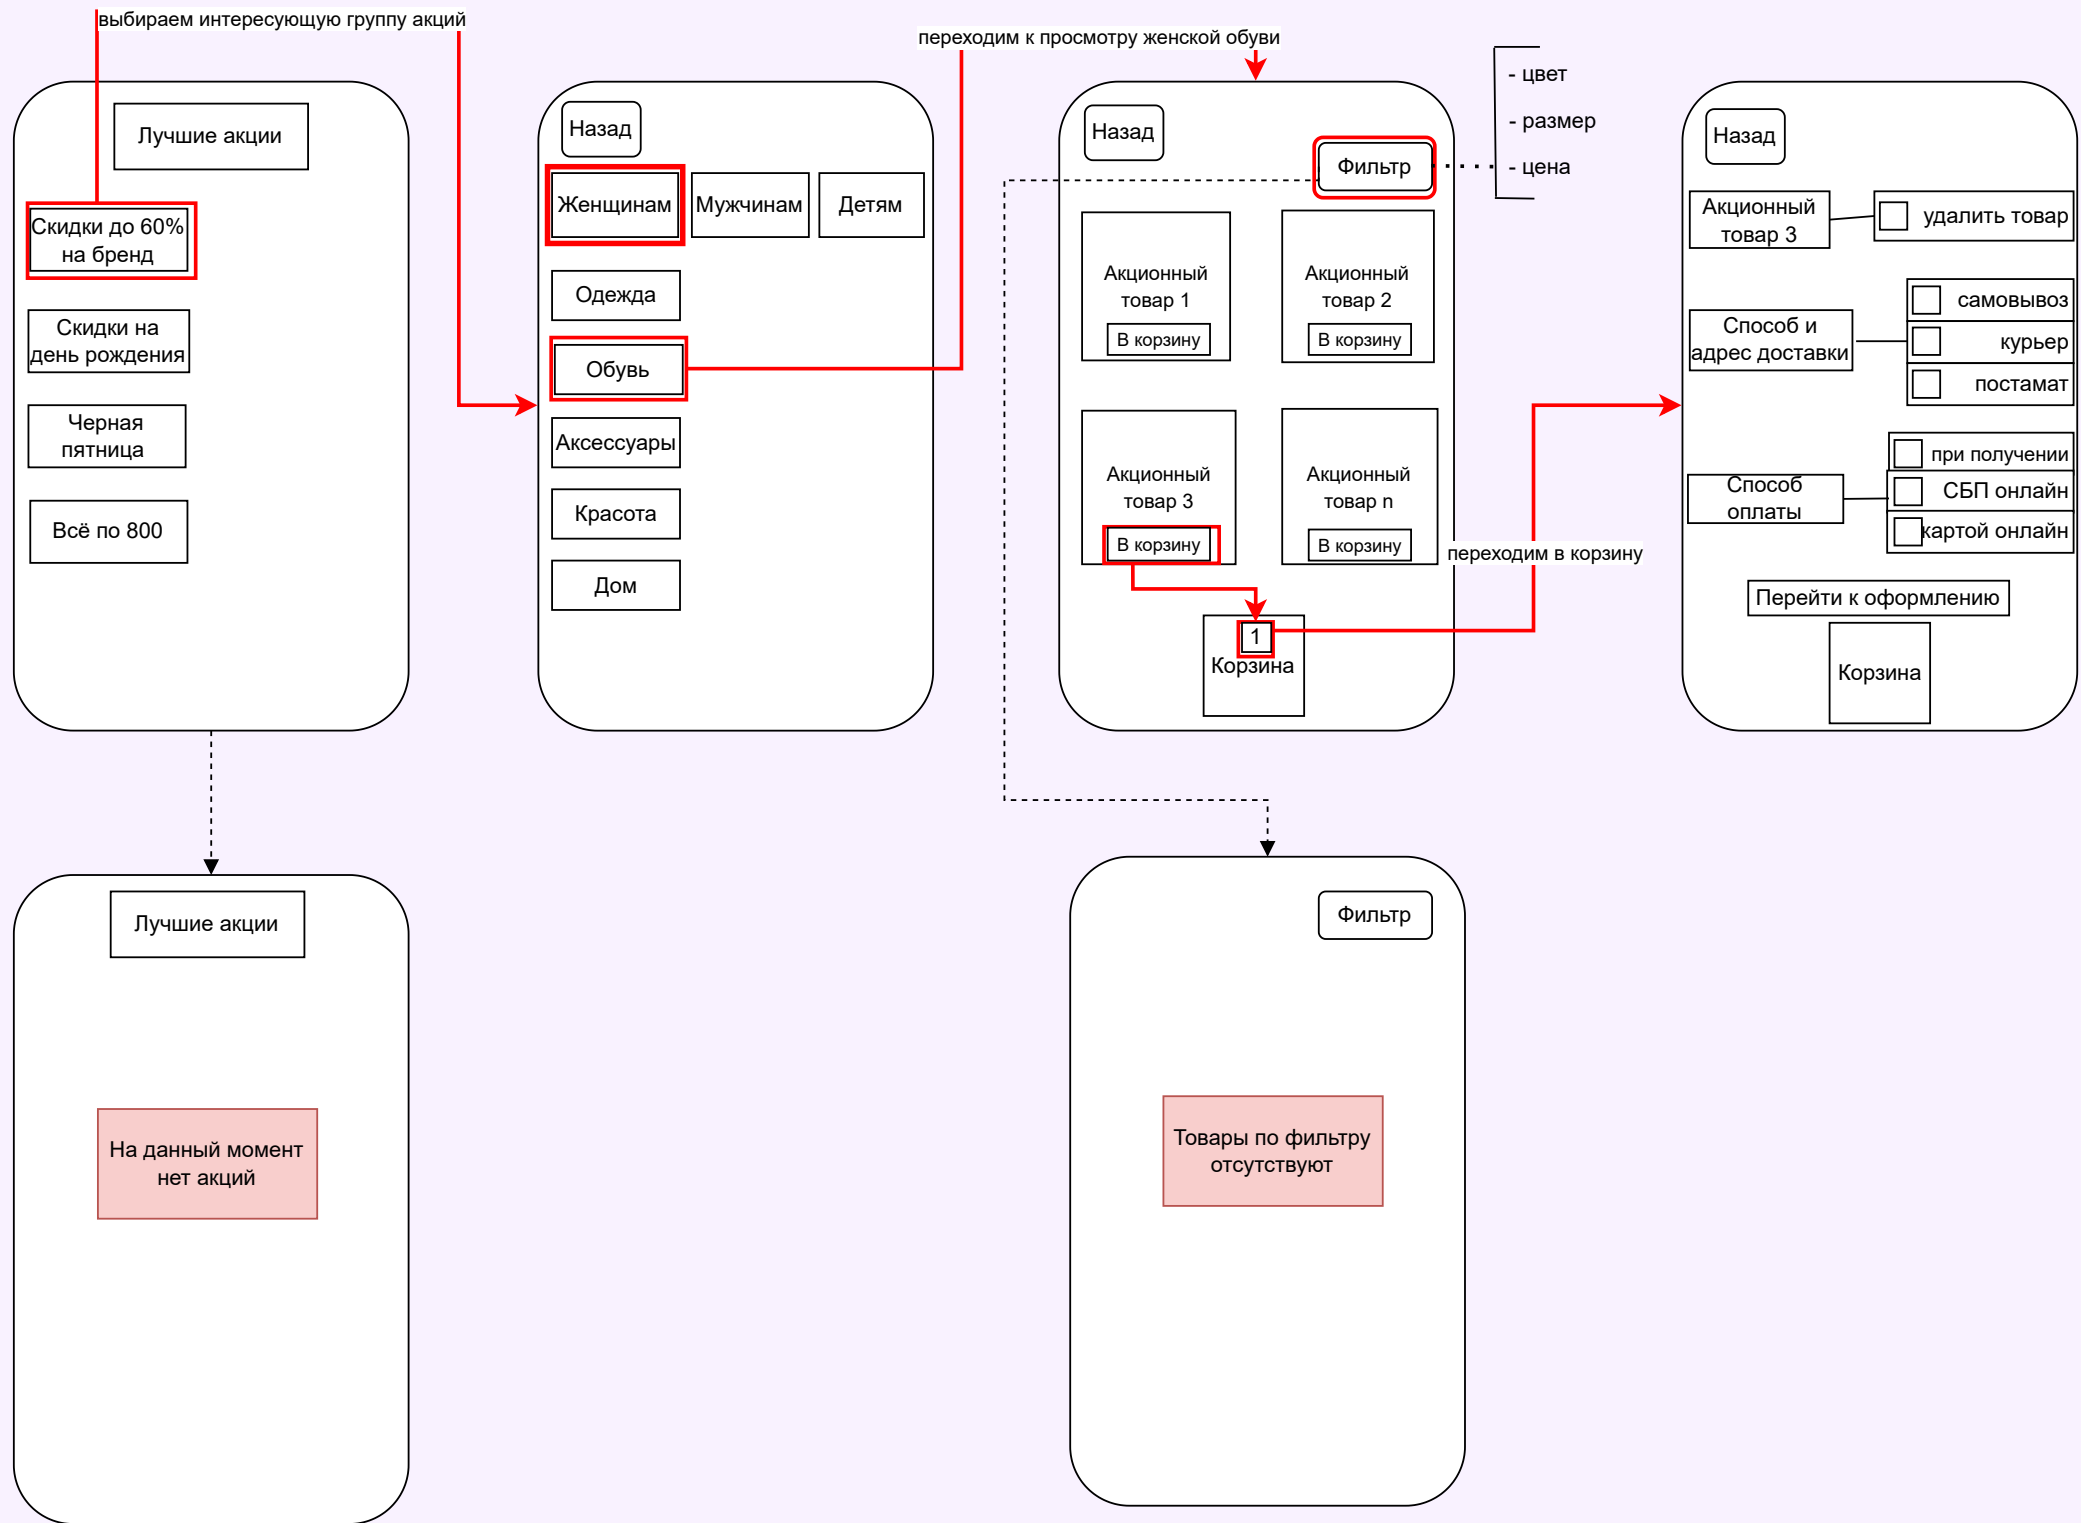 выбираем интересующую группу акций
Лучшие акции
Скидки до 60%
на бренд
Скидки на
день рождения
Черная
пятница
Всё по 800
Назад
Женщинам
Мужчинам
Детям
Одежда
Обувь
Аксессуары
Красота
Дом
переходим к просмотру женской обуви
Назад
Фильтр
- цвет
- размер
- цена
Акционный
товар 1
В корзину
Акционный
товар 2
В корзину
Акционный
товар 3
В корзину
Акционный
товар n
В корзину
1
Корзина
переходим в корзину
Назад
Акционный
товар 3
удалить товар
Способ и
адрес доставки
самовывоз
курьер
постамат
Способ
оплаты
при получении
СБП онлайн
картой онлайн
Перейти к оформлению
Корзина
Лучшие акции
На данный момент
нет акций
Фильтр
Товары по фильтру
отсутствуют